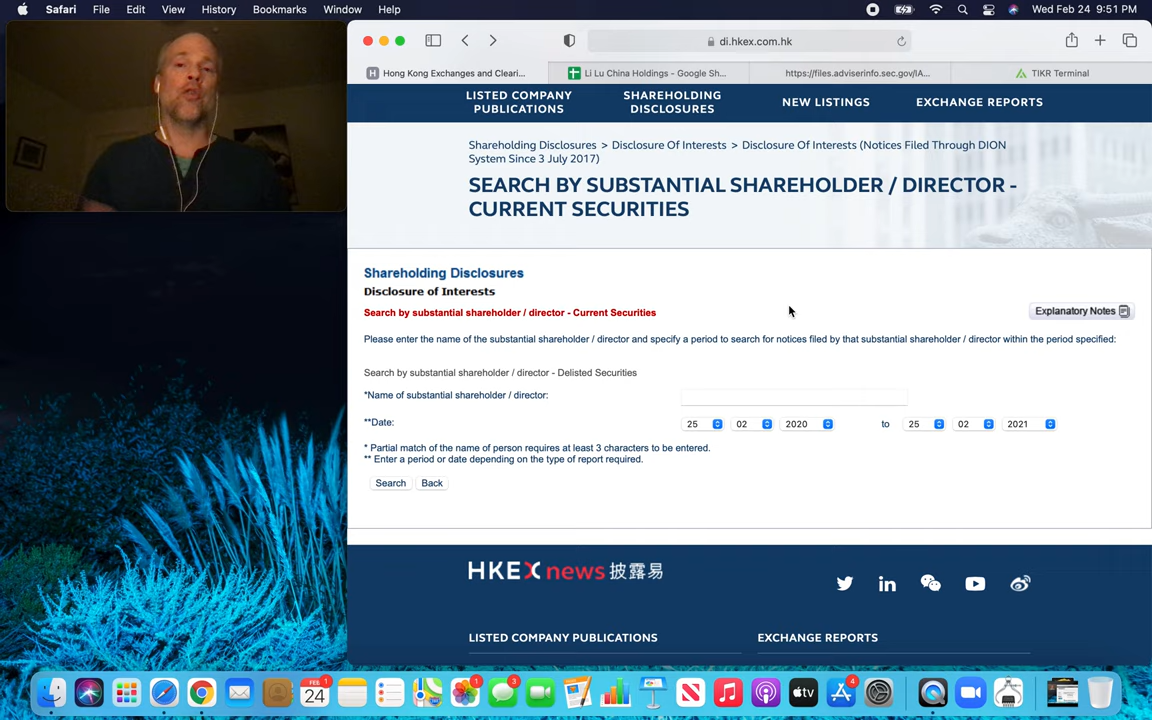 Safari File Edit View History Bookmarks Window Help Wed Feb 24 9:51 PM
di.hkex.com.hk
H Hong Kong Exchanges and Cleari... Li Lu China Holdings - Google Sh... https://files.adviserinfo.sec.gov/IA... TIKR Terminal
LISTED COMPANY PUBLICATIONS
SHAREHOLDING DISCLOSURES
NEW LISTINGS
EXCHANGE REPORTS
Shareholding Disclosures > Disclosure Of Interests > Disclosure Of Interests (Notices Filed Through DION
System Since 3 July 2017)
SEARCH BY SUBSTANTIAL SHAREHOLDER / DIRECTOR -
CURRENT SECURITIES
Shareholding Disclosures
Disclosure of Interests
Search by substantial shareholder / director - Current Securities
Explanatory Notes
Please enter the name of the substantial shareholder / director and specify a period to search for notices filed by that substantial shareholder / director within the period specified:
Search by substantial shareholder / director - Delisted Securities
*Name of substantial shareholder / director:
**Date: 25 02 2020 to 25 02 2021
* Partial match of the name of person requires at least 3 characters to be entered.
** Enter a period or date depending on the type of report required.
Search Back
HKEX news 披露易
LISTED COMPANY PUBLICATIONS EXCHANGE REPORTS
FEB 1 24 1 3 tv 4